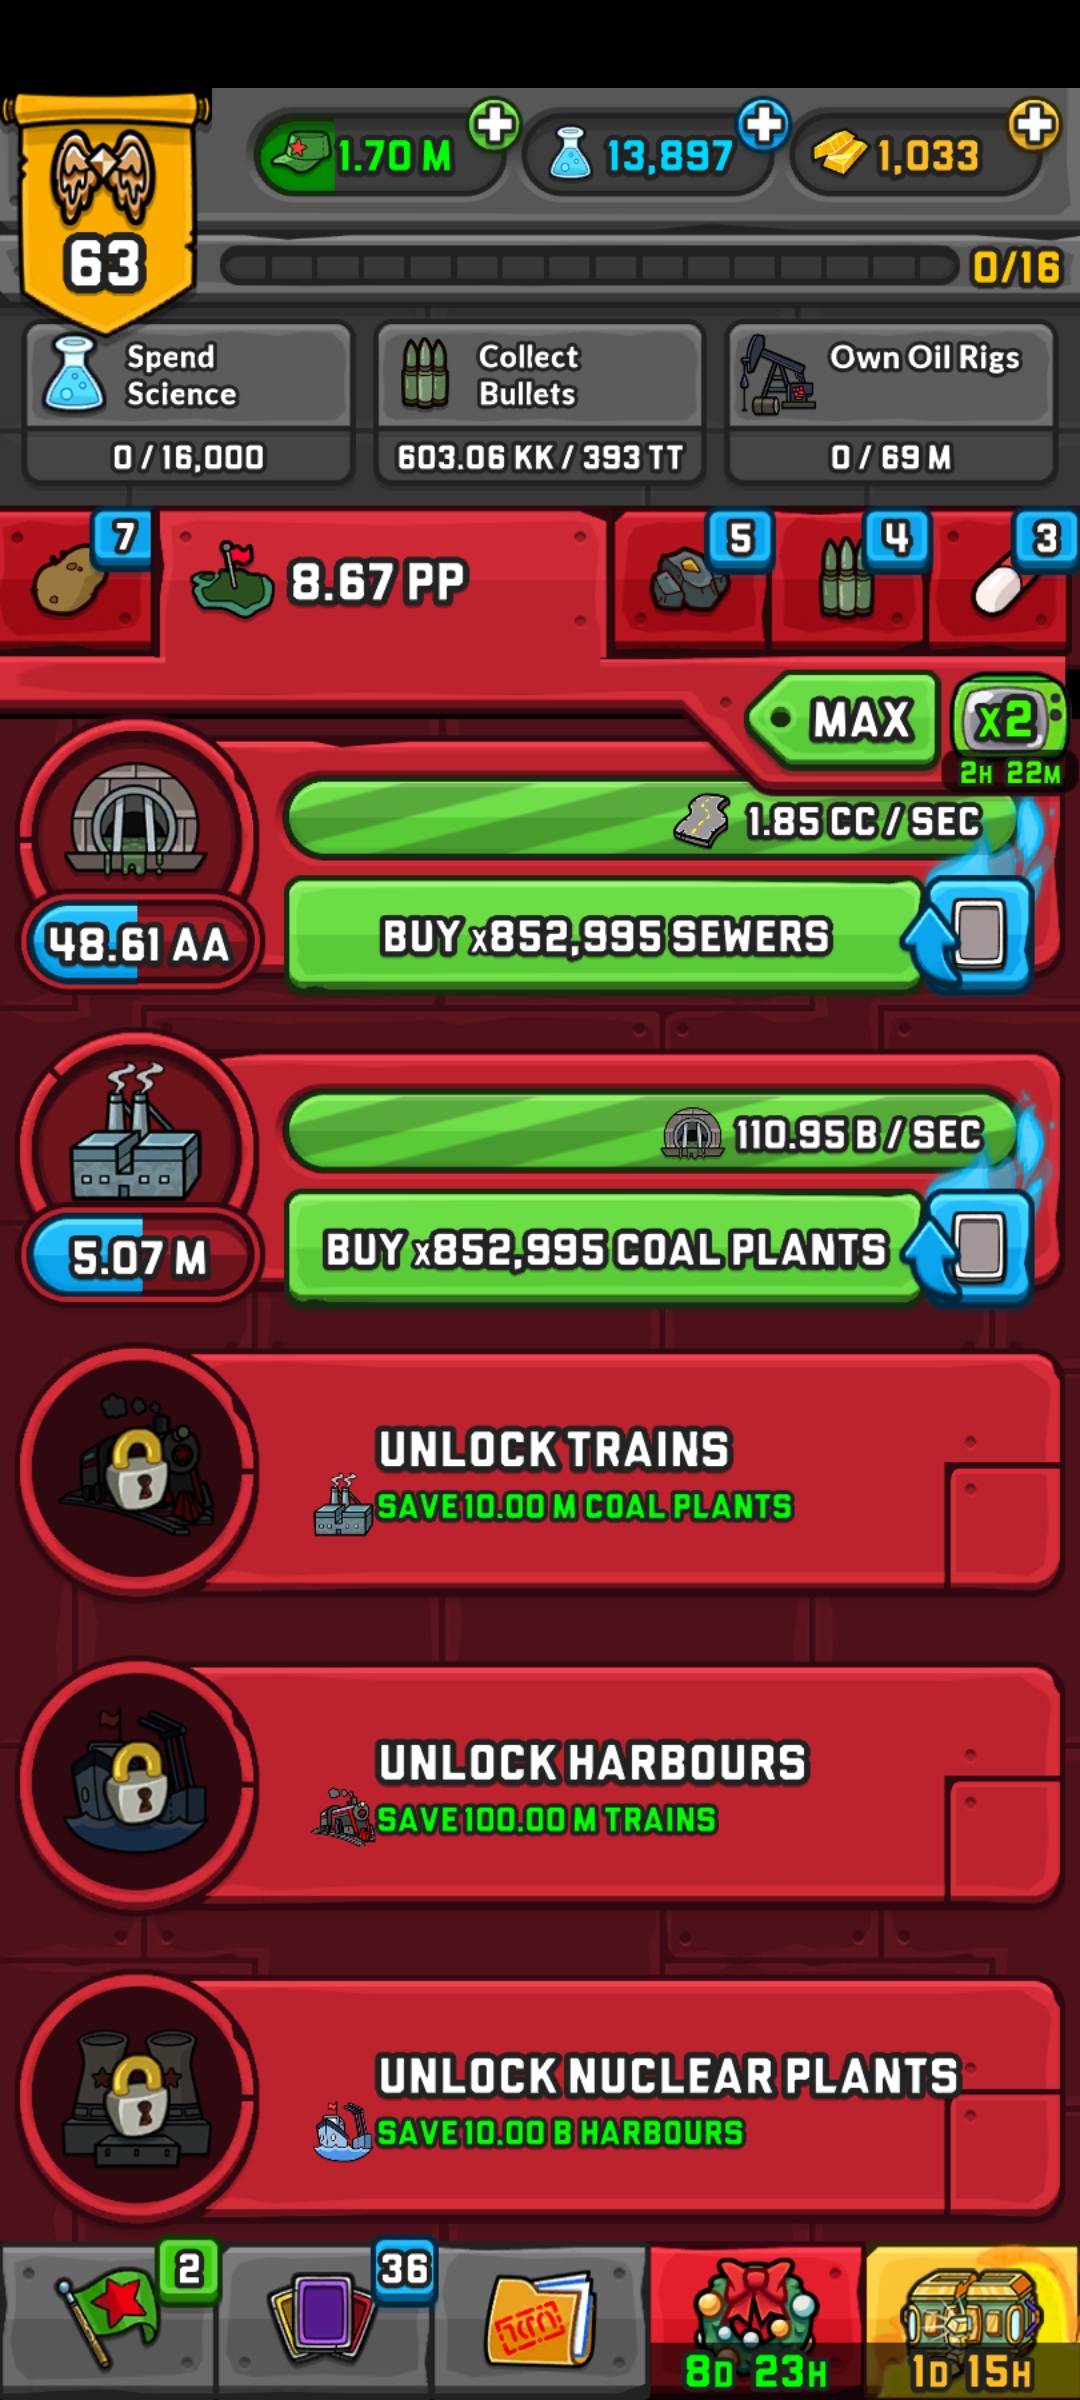 1.70 M
13,897
1,033
63
0/16
Spend
Science
0 / 16,000
Collect
Bullets
603.06 KK / 393 TT
Own Oil Rigs
0 / 69 M
7
8.67 PP
5
4
3
MAX
x2
2H 22M
1.85 CC / SEC
48.61 AA
BUY x852,995 SEWERS
110.95 B / SEC
5.07 M
BUY x852,995 COAL PLANTS
UNLOCK TRAINS
SAVE 10.00 M COAL PLANTS
UNLOCK HARBOURS
SAVE 100.00 M TRAINS
UNLOCK NUCLEAR PLANTS
SAVE 10.00 B HARBOURS
2
36
8D 23H
1D 15H